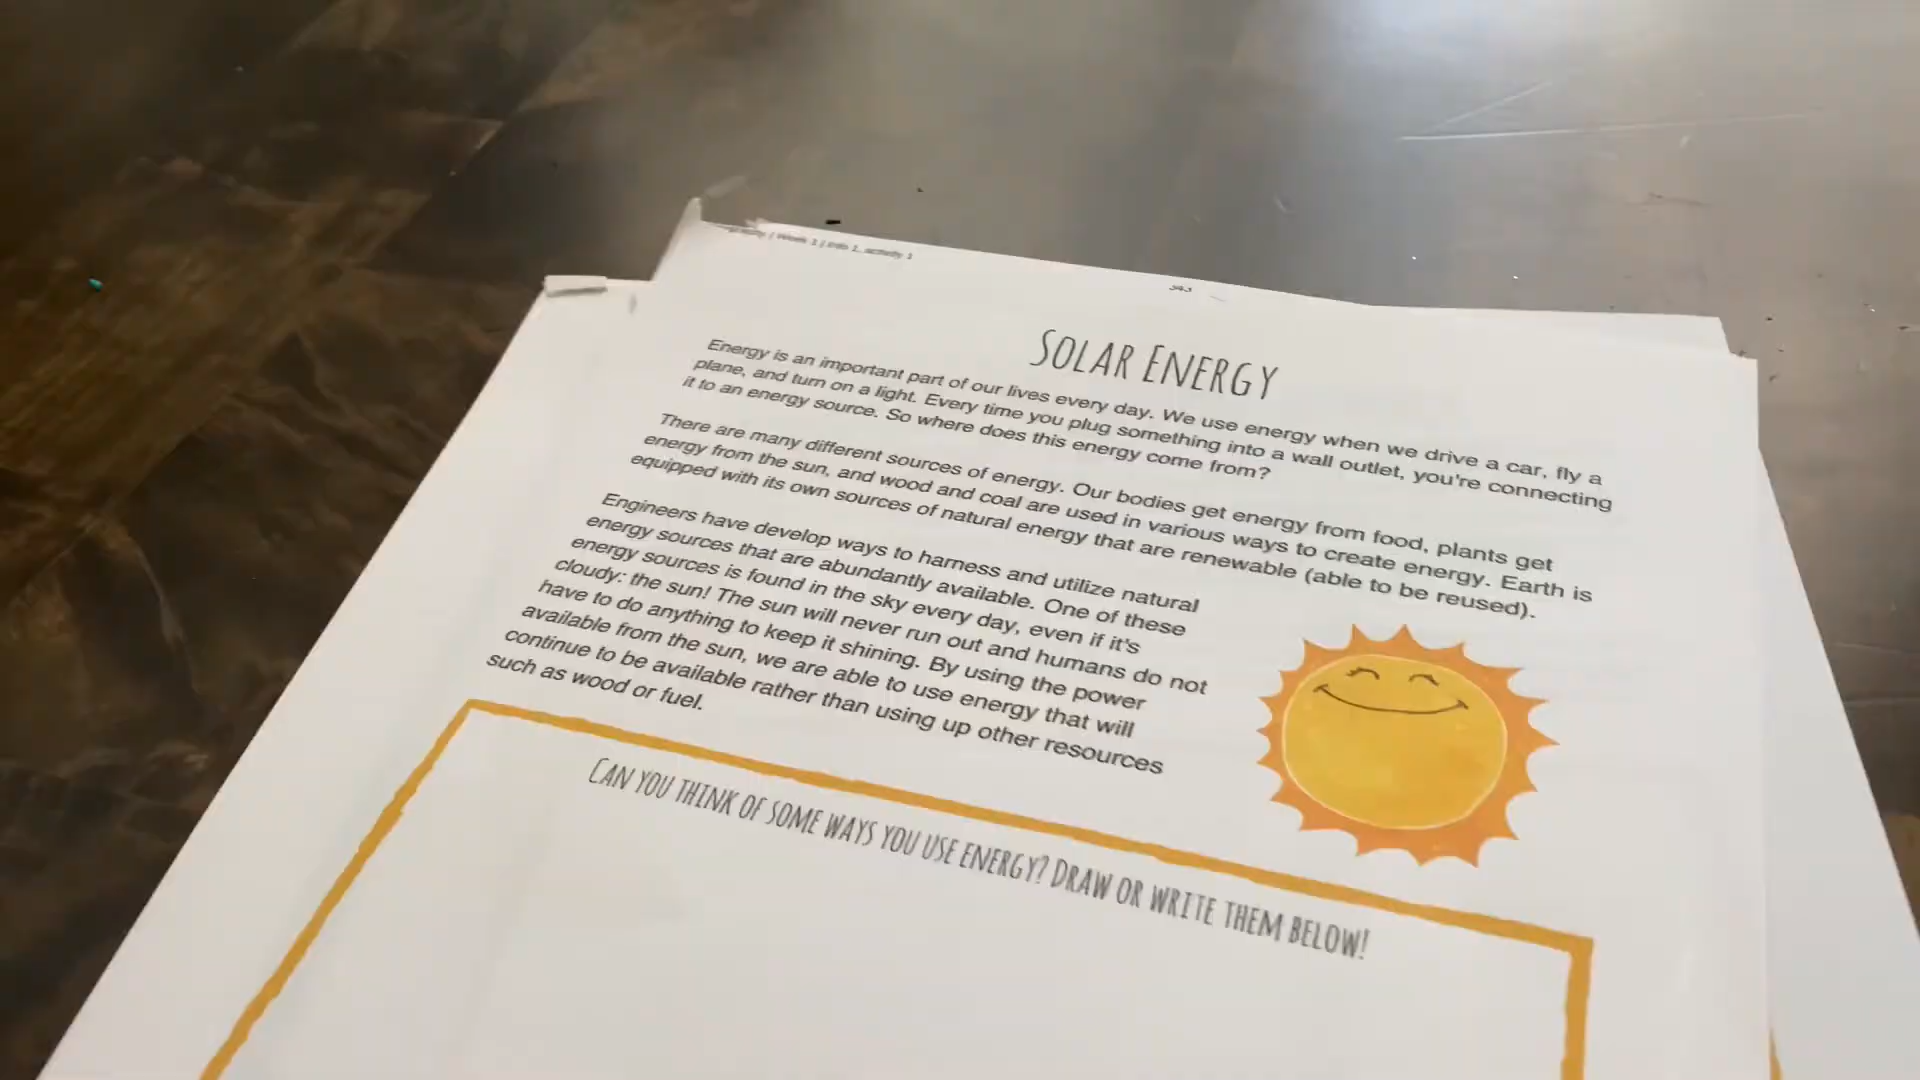 | Week 1 | Info 1, activity 1
SOLAR ENERGY
Energy is an important part of our lives every day. We use energy when we drive a car, fly a
plane, and turn on a light. Every time you plug something into a wall outlet, you're connecting
it to an energy source. So where does this energy come from?
There are many different sources of energy. Our bodies get energy from food, plants get
energy from the sun, and wood and coal are used in various ways to create energy. Earth is
equipped with its own sources of natural energy that are renewable (able to be reused).
Engineers have develop ways to harness and utilize natural
energy sources that are abundantly available. One of these
energy sources is found in the sky every day, even if it's
cloudy: the sun! The sun will never run out and humans do not
have to do anything to keep it shining. By using the power
available from the sun, we are able to use energy that will
continue to be available rather than using up other resources
such as wood or fuel.
CAN YOU THINK OF SOME WAYS YOU USE ENERGY? DRAW OR WRITE THEM BELOW!